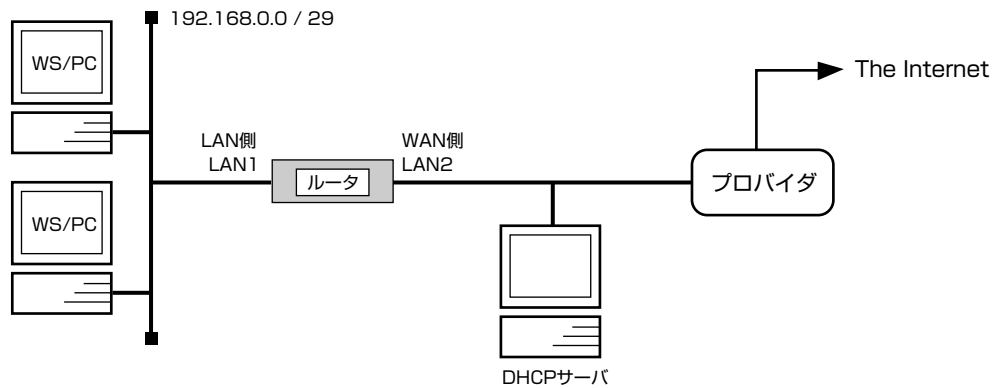 192.168.0.0 / 29
WS/PC
The Internet
LAN側
LAN1
WAN側
LAN2
ルータ
プロバイダ
WS/PC
DHCPサーバ